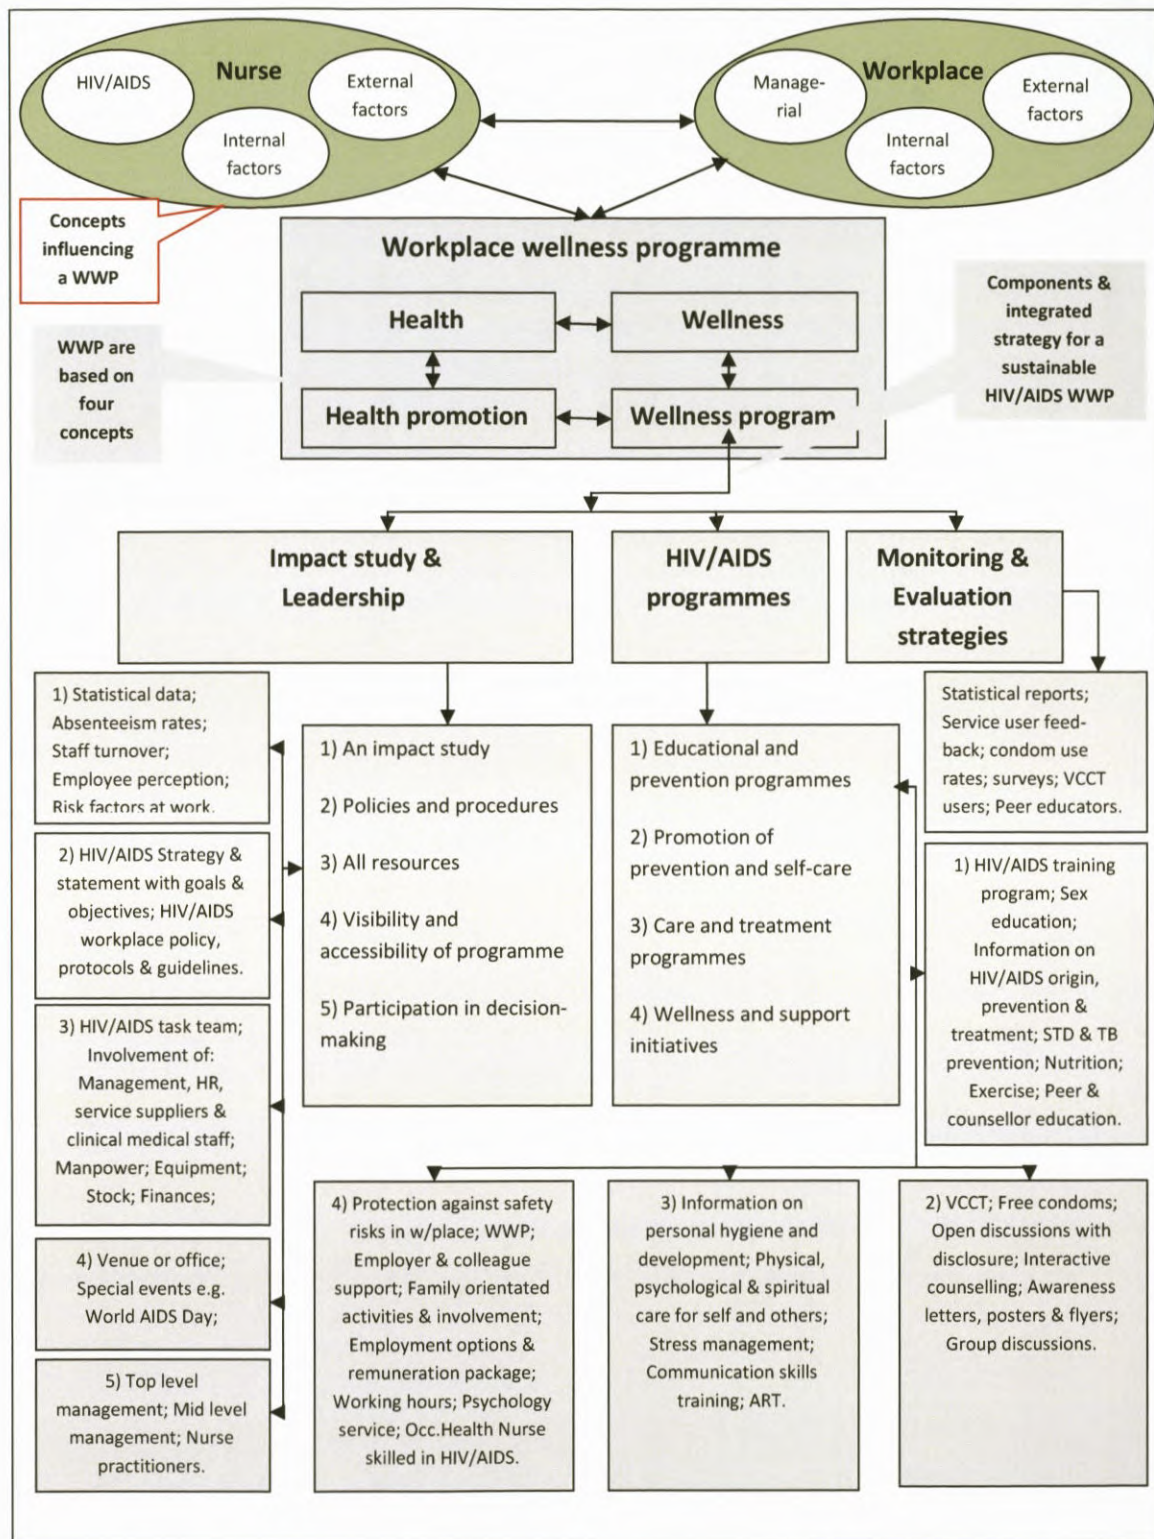 Nurse
HIV/AIDS
External
factors
Internal
factors
Workplace
Manage-
rial
External
factors
Internal
factors
Concepts
influencing
a WWP
Workplace wellness programme
Health
Wellness
Health promotion
Wellness program
WWP are
based on
four
concepts
Components &
integrated
strategy for a
sustainable
HIV/AIDS WWP
Impact study &
Leadership
HIV/AIDS
programmes
Monitoring &
Evaluation
strategies
1) Statistical data;
Absenteeism rates;
Staff turnover;
Employee perception;
Risk factors at work.
2) HIV/AIDS Strategy &
statement with goals &
objectives; HIV/AIDS
workplace policy,
protocols & guidelines.
3) HIV/AIDS task team;
Involvement of:
Management, HR,
service suppliers &
clinical medical staff;
Manpower; Equipment;
Stock; Finances;
4) Venue or office;
Special events e.g.
World AIDS Day;
5) Top level
management; Mid level
management; Nurse
practitioners.
1) An impact study
2) Policies and procedures
3) All resources
4) Visibility and
accessibility of programme
5) Participation in decision-
making
1) Educational and
prevention programmes
2) Promotion of
prevention and self-care
3) Care and treatment
programmes
4) Wellness and support
initiatives
Statistical reports;
Service user feed-
back; condom use
rates; surveys; VCCT
users; Peer educators.
1) HIV/AIDS training
program; Sex
education;
Information on
HIV/AIDS origin,
prevention &
treatment; STD & TB
prevention; Nutrition;
Exercise; Peer &
counsellor education.
4) Protection against safety
risks in w/place; WWP;
Employer & colleague
support; Family orientated
activities & involvement;
Employment options &
remuneration package;
Working hours; Psychology
service; Occ.Health Nurse
skilled in HIV/AIDS.
3) Information on
personal hygiene and
development; Physical,
psychological & spiritual
care for self and others;
Stress management;
Communication skills
training; ART.
2) VCCT; Free condoms;
Open discussions with
disclosure; Interactive
counselling; Awareness
letters, posters & flyers;
Group discussions.